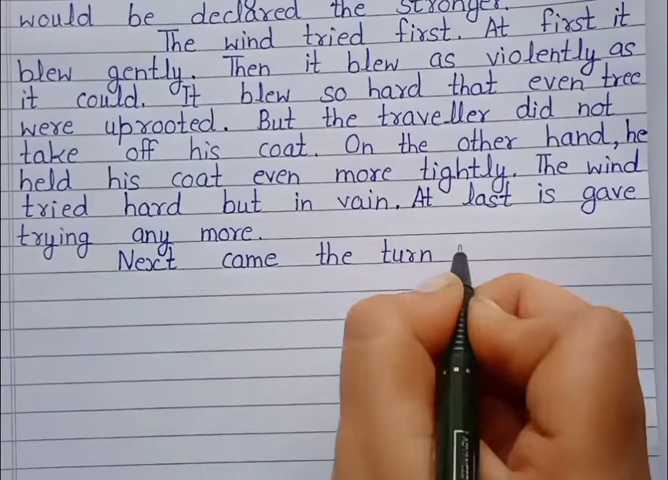 would be declared the stronger.
The wind tried first. At first it
blew gently. Then it blew as violently as
it could. It blew so hard that even tree
were uprooted. But the traveller did not
take off his coat. On the other hand, he
held his coat even more tightly. The wind
tried hard but in vain. At last is gave
trying any more.
Next came the turn